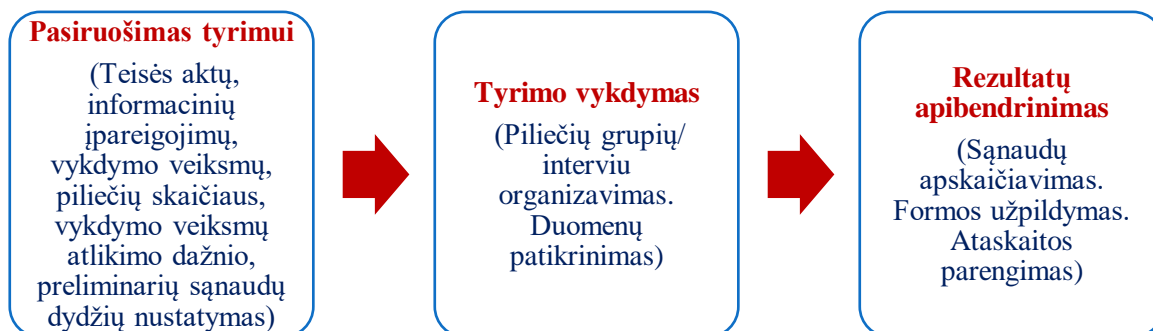 Pasiruošimas tyrimui
(Teisės aktų,
informacinių
įpareigojimų,
vykdymo veiksmų,
piliečių skaičiaus,
vykdymo veiksmų
atlikimo dažnio,
preliminarių sąnaudų
dydžių nustatymas)
Tyrimo vykdymas
(Piliečių grupių/
interviu
organizavimas.
Duomenų
patikrinimas)
Rezultatų
apibendrinimas
(Sąnaudų
apskaičiavimas.
Formos užpildymas.
Ataskaitos
parengimas)